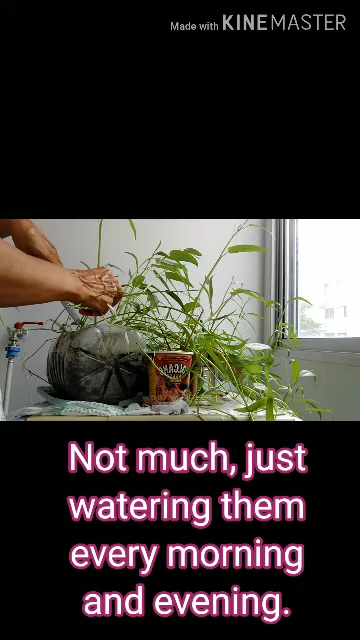 Made with KINEMASTER
Not much, just
watering them
every morning
and evening.